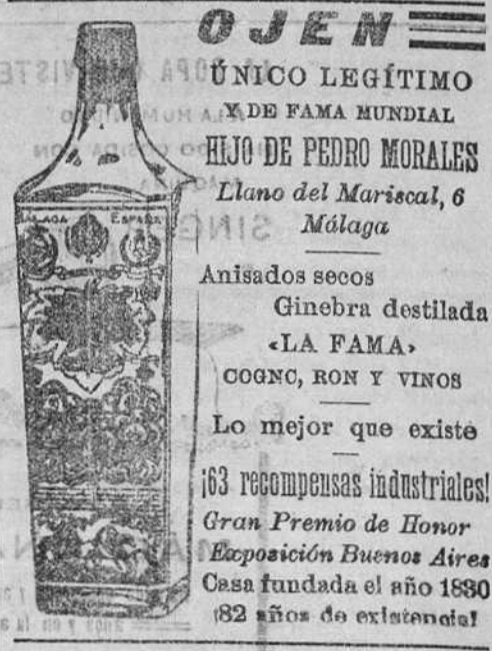 OJEN
ÚNICO LEGÍTIMO
Y DE FAMA MUNDIAL
HIJO DE PEDRO MORALES
Llano del Mariscal, 6
Málaga
MÁLAGA ESPAÑA
Anisados secos
Ginebra destilada
«LA FAMA»
COGNC, RON Y VINOS
Lo mejor que existe
¡63 recompensas industriales!
Gran Premio de Honor
Exposición Buenos Aires
Casa fundada el año 1830
¡82 años de existencia!